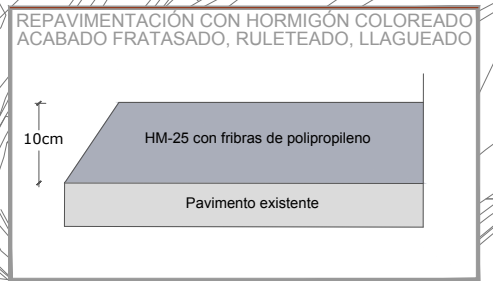 REPAVIMENTACIÓN CON HORMIGÓN COLOREADO
ACABADO FRATASADO, RULETEADO, LLAGUEADO
10cm
HM-25 con fribras de polipropileno
Pavimento existente